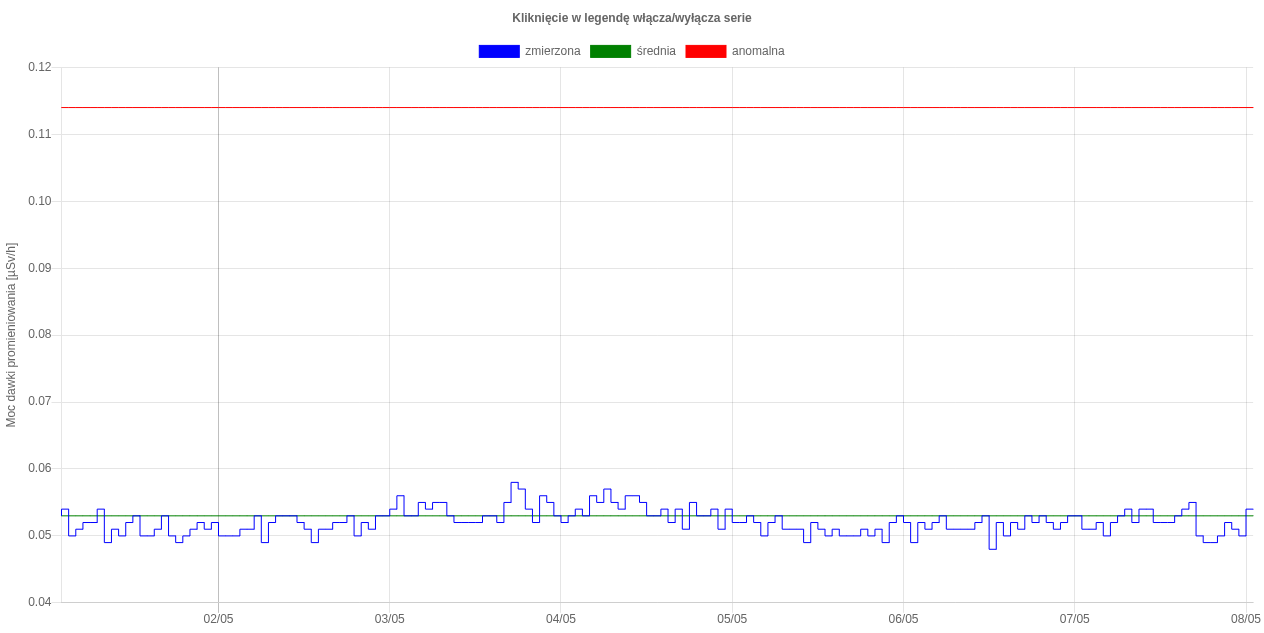 Kliknięcie w legendę włącza/wyłącza serie
zmierzona średnia anomalna
Moc dawki promieniowania [µSv/h]
0.12
0.11
0.10
0.09
0.08
0.07
0.06
0.05
0.04
02/05 03/05 04/05 05/05 06/05 07/05 08/05